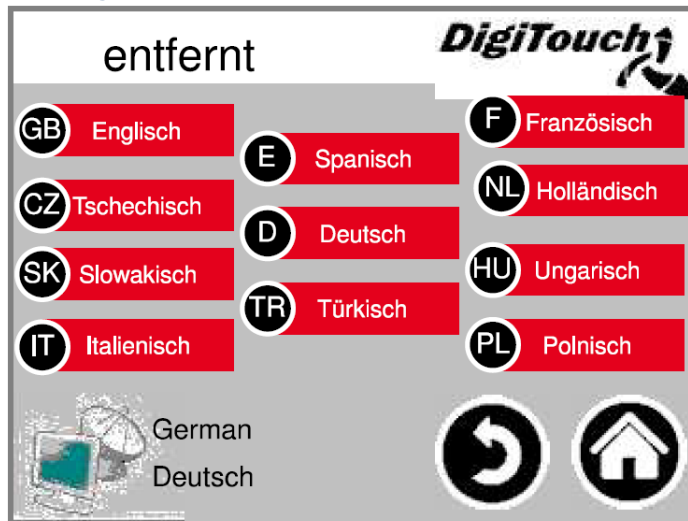 entfernt
DigiTouch
GB Englisch
CZ Tschechisch
SK Slowakisch
IT Italienisch
E Spanisch
D Deutsch
TR Türkisch
F Französisch
NL Holländisch
HU Ungarisch
PL Polnisch
German
Deutsch